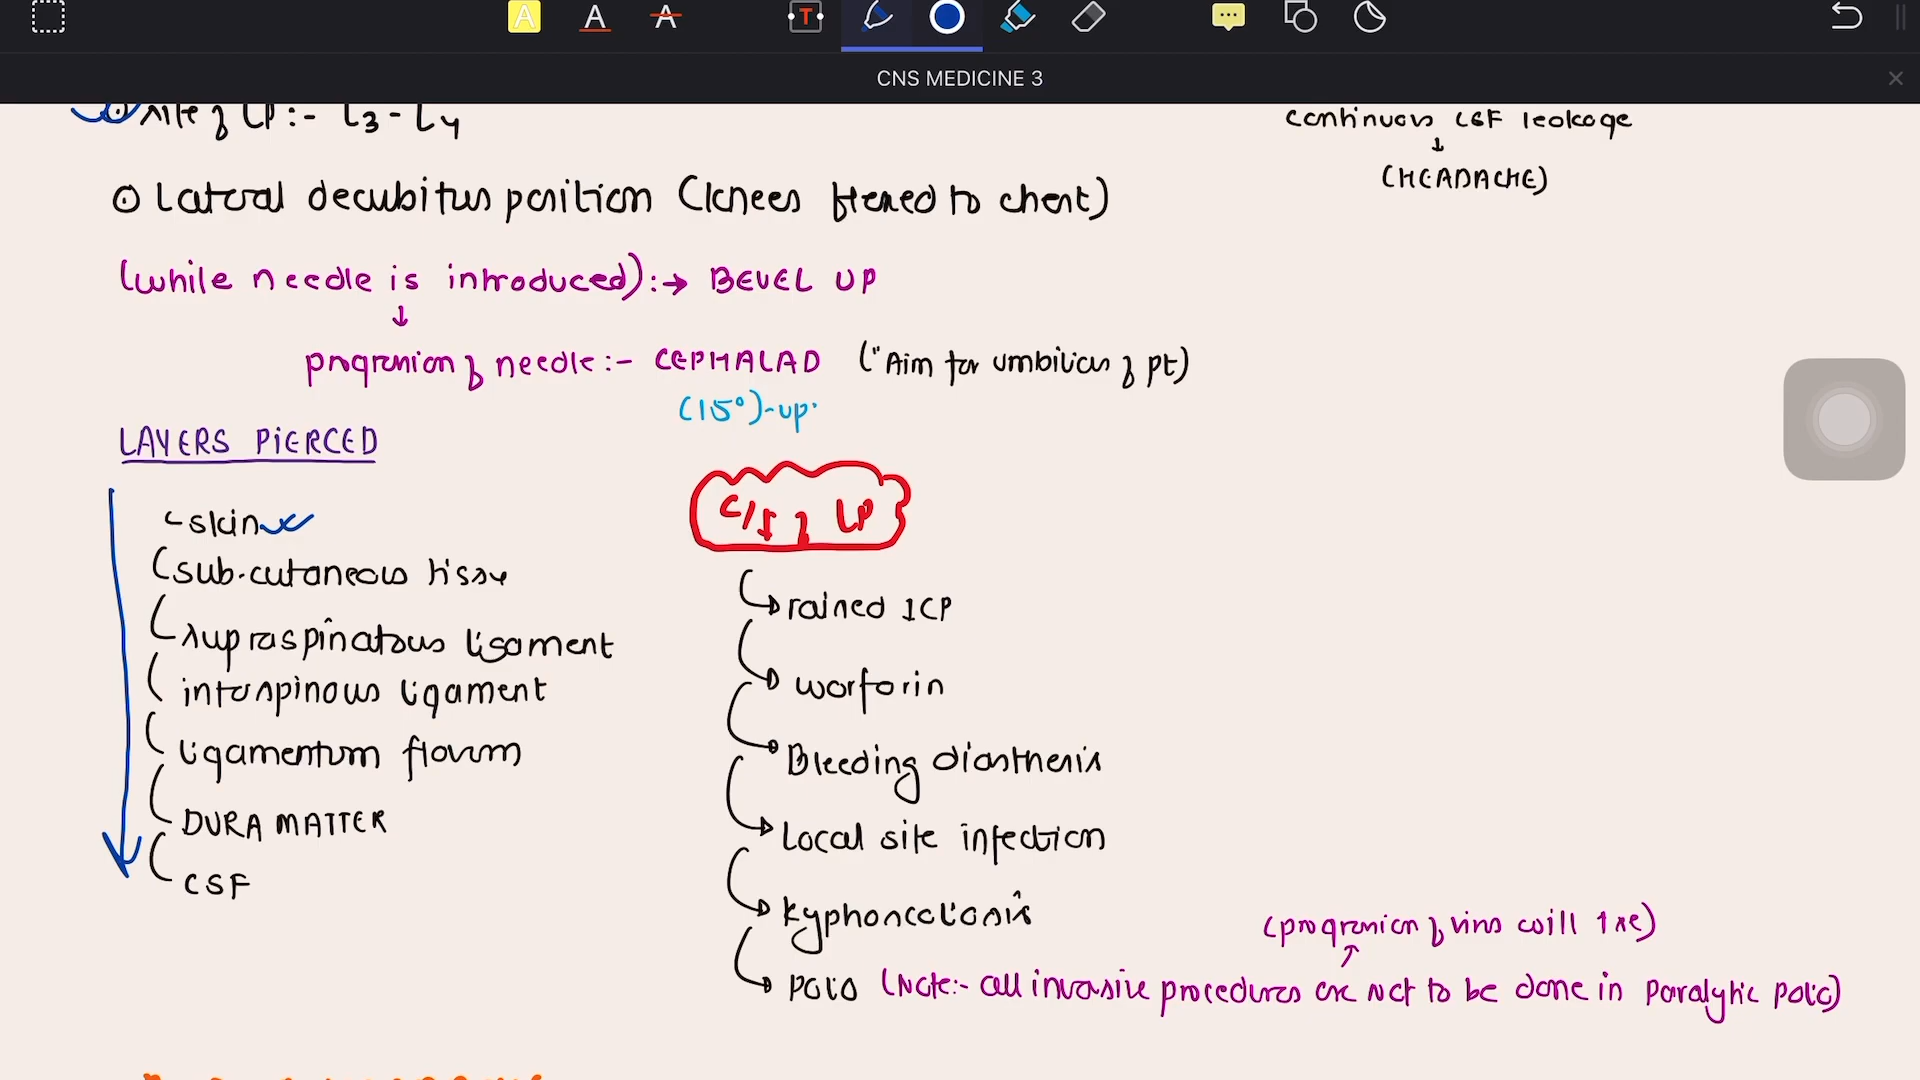 CNS MEDICINE 3
site of LP :- L3 - L4
continuous CSF leakage
↓
(HEADACHE)
⊙ Lateral decubitus position (knees flexed to chest)
(while needle is introduced) :→ BEVEL UP
↓
progression of needle :- CEPHALAD ("Aim for umbilicus of pt)
(15°)-up.
LAYERS PIERCED
C/I of LP
skin
sub-cutaneous tissue
supraspinatous ligament
interspinous ligament
ligamentum flavum
DURA MATTER
CSF
raised ICP
warfarin
Bleeding diasthesis
Local site infection
kyphoscoliosis
(progression of virus will ↑se)
↑
Polio (Note:- all invasive procedures are not to be done in paralytic polio)